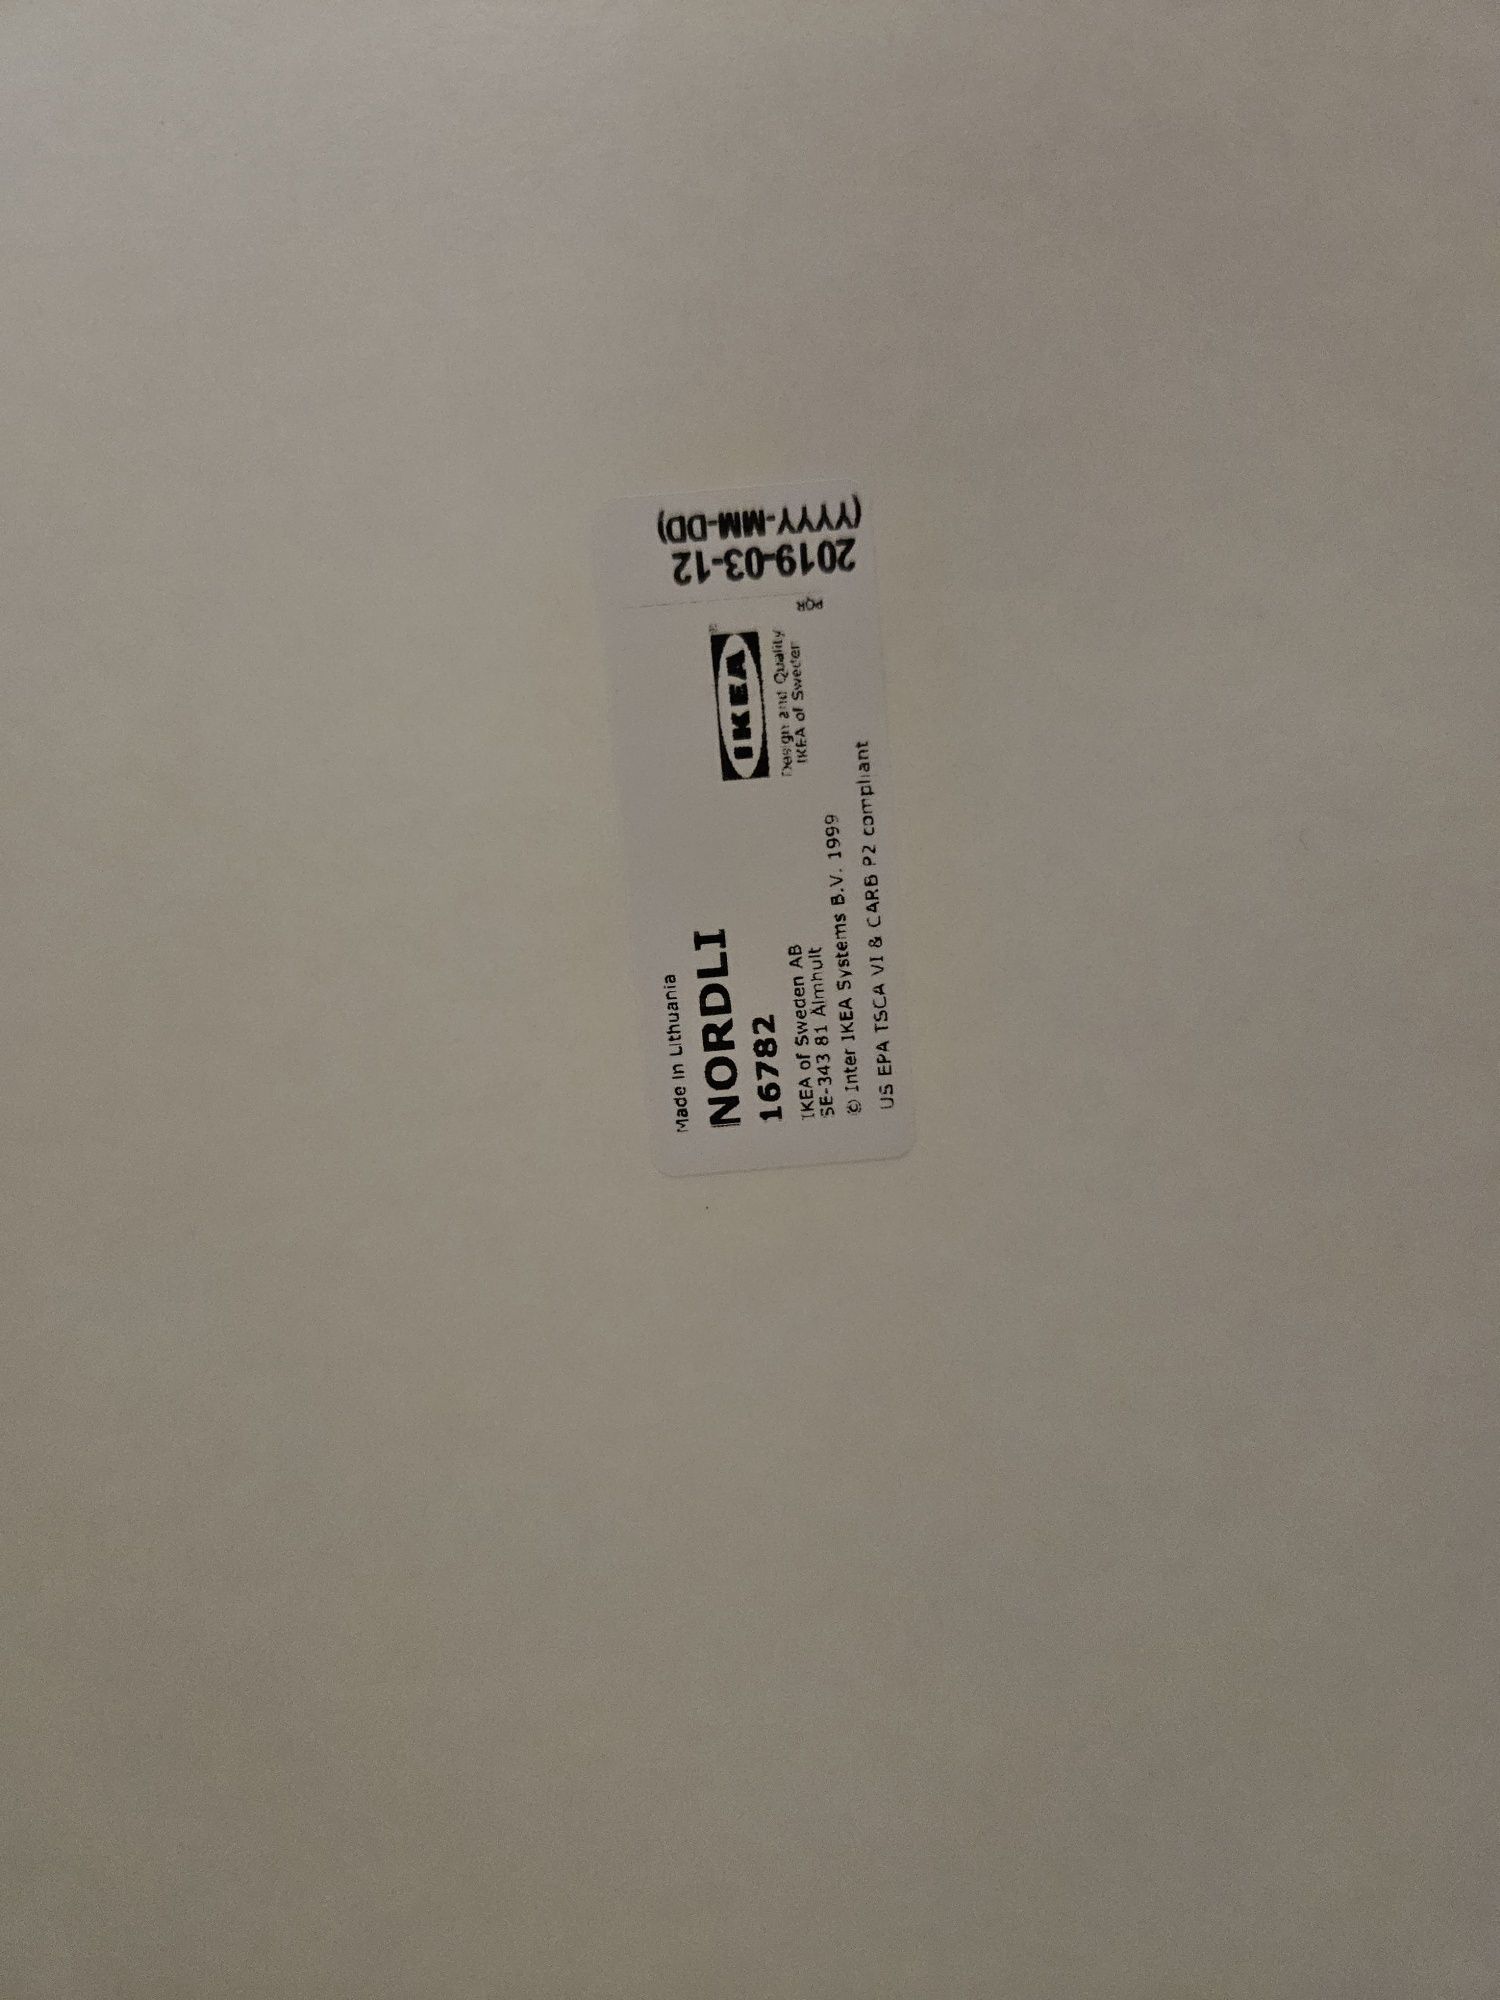 Made in Lithuania
NORDLI
16782
IKEA of Sweden AB
SE-343 81 Älmhult
© Inter IKEA Systems B.V. 1999
US EPA TSCA VI & CARB P2 compliant
IKEA®
Design and Quality
IKEA of Sweden
PQR
2019-03-12
(YYYY-MM-DD)